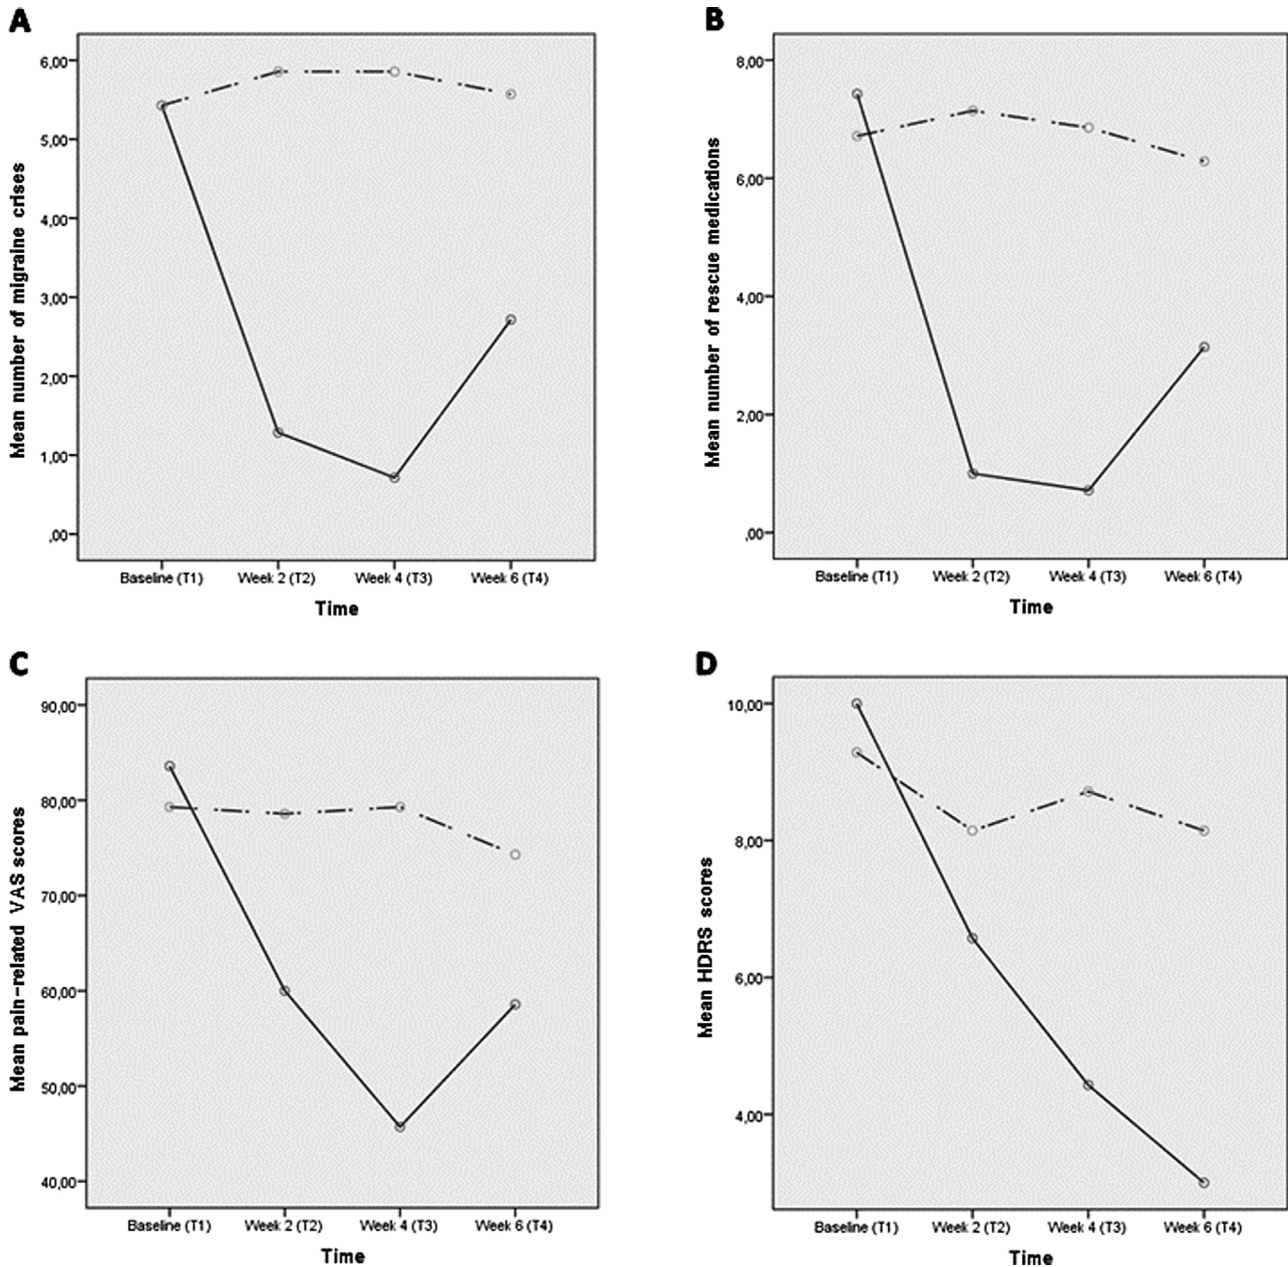 A
Mean number of migraine crises
6,00
5,00
4,00
3,00
2,00
1,00
,00
Baseline (T1) Week 2 (T2) Week 4 (T3) Week 6 (T4)
Time
B
Mean number of rescue medications
8,00
6,00
4,00
2,00
,00
Baseline (T1) Week 2 (T2) Week 4 (T3) Week 6 (T4)
Time
C
Mean pain-related VAS scores
90,00
80,00
70,00
60,00
50,00
40,00
Baseline (T1) Week 2 (T2) Week 4 (T3) Week 6 (T4)
Time
D
Mean HDRS scores
10,00
8,00
6,00
4,00
Baseline (T1) Week 2 (T2) Week 4 (T3) Week 6 (T4)
Time